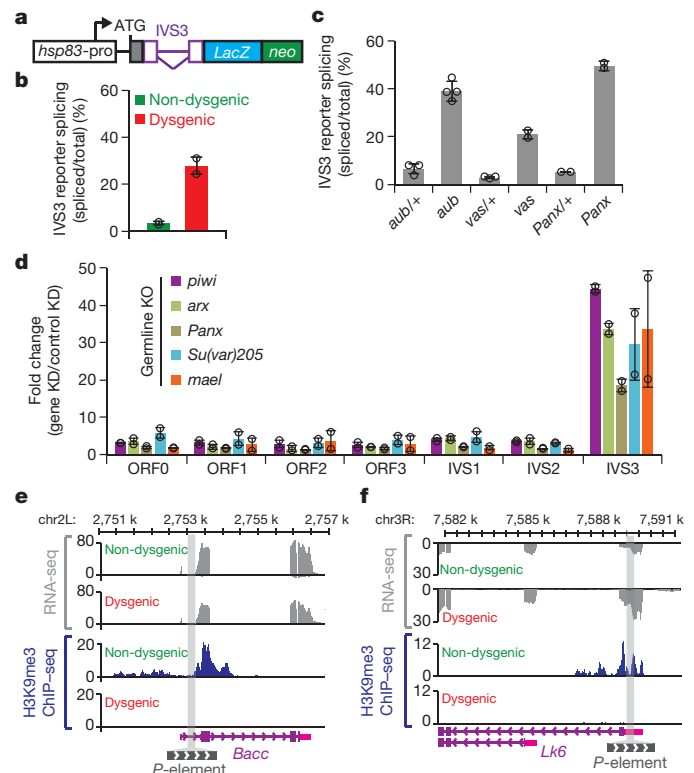 a
ATG
IVS3
hsp83-pro
LacZ
neo
b
IVS3 reporter splicing
(spliced/total) (%)
60
40
20
0
Non-dysgenic
Dysgenic
c
IVS3 reporter splicing
(spliced/total) (%)
60
40
20
0
aub/+
aub
vas/+
vas
Panx/+
Panx
d
Fold change
(gene KD/control KD)
50
40
30
20
10
0
Germline KO
piwi
arx
Panx
Su(var)205
mael
ORF0
ORF1
ORF2
ORF3
IVS1
IVS2
IVS3
e
chr2L:
2,751 k
2,753 k
2,755 k
2,757 k
RNA-seq
80
Non-dysgenic
0
80
Dysgenic
0
H3K9me3
ChIP–seq
20
Non-dysgenic
0
20
Dysgenic
0
Bacc
P-element
f
chr3R:
7,582 k
7,585 k
7,588 k
7,591 k
RNA-seq
0
30
Non-dysgenic
0
30
Dysgenic
H3K9me3
ChIP–seq
12
Non-dysgenic
0
12
Dysgenic
0
Lk6
P-element